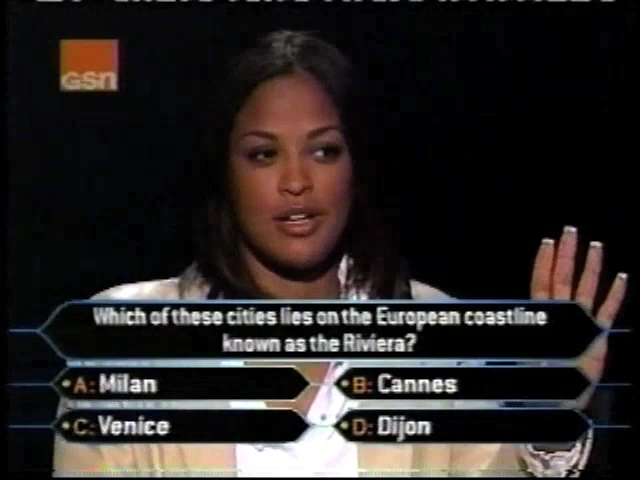 GSN
Which of these cities lies on the European coastline
known as the Riviera?
A: Milan
B: Cannes
C: Venice
D: Dijon